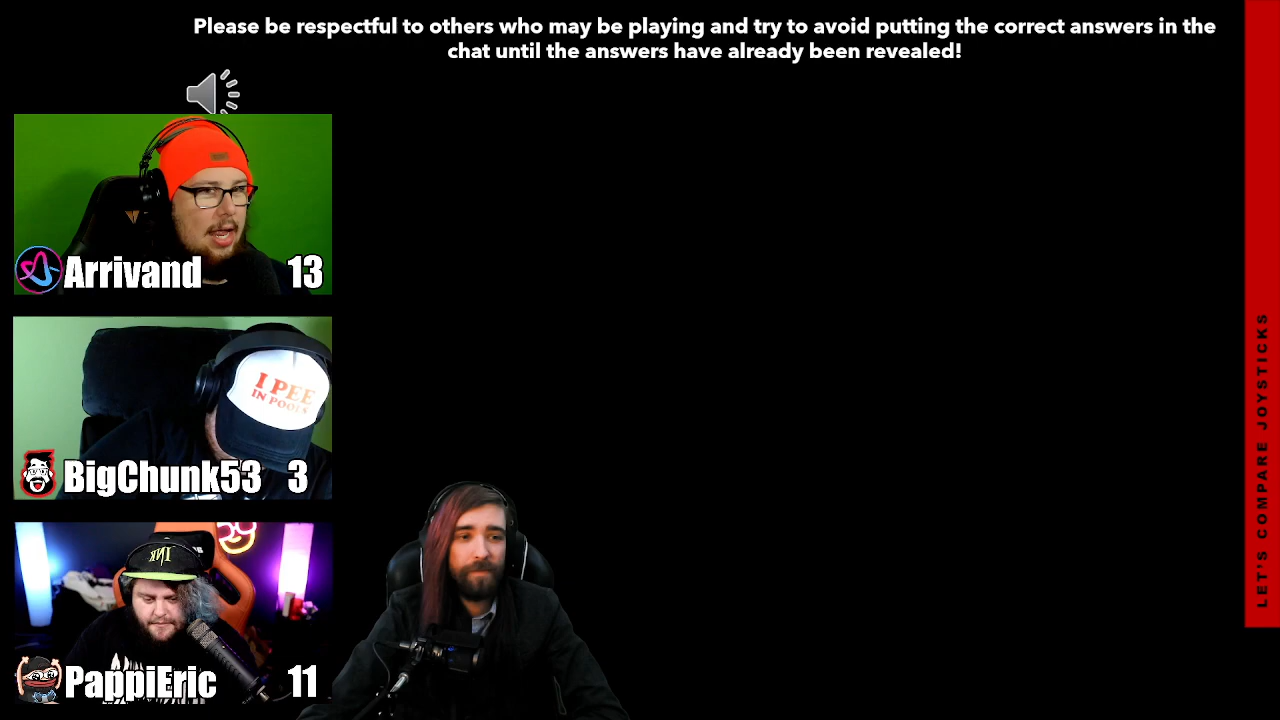 Please be respectful to others who may be playing and try to avoid putting the correct answers in the
chat until the answers have already been revealed!
Arrivand 13
I PEE
IN POOLS
BigChunk53 3
INK
PappiEric 11
LET'S COMPARE JOYSTICKS